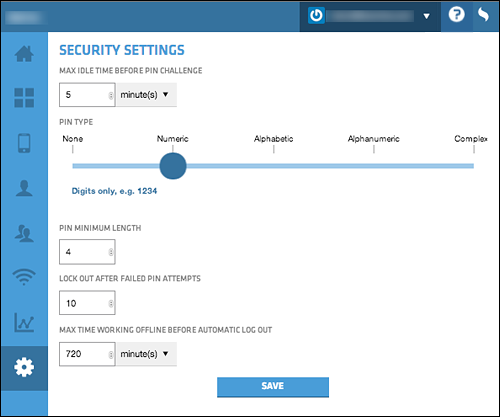 SECURITY SETTINGS
MAX IDLE TIME BEFORE PIN CHALLENGE
5 minute(s)
PIN TYPE
None Numeric Alphabetic Alphanumeric Complex
Digits only, e.g. 1234
PIN MINIMUM LENGTH
4
LOCK OUT AFTER FAILED PIN ATTEMPTS
10
MAX TIME WORKING OFFLINE BEFORE AUTOMATIC LOG OUT
720 minute(s)
SAVE